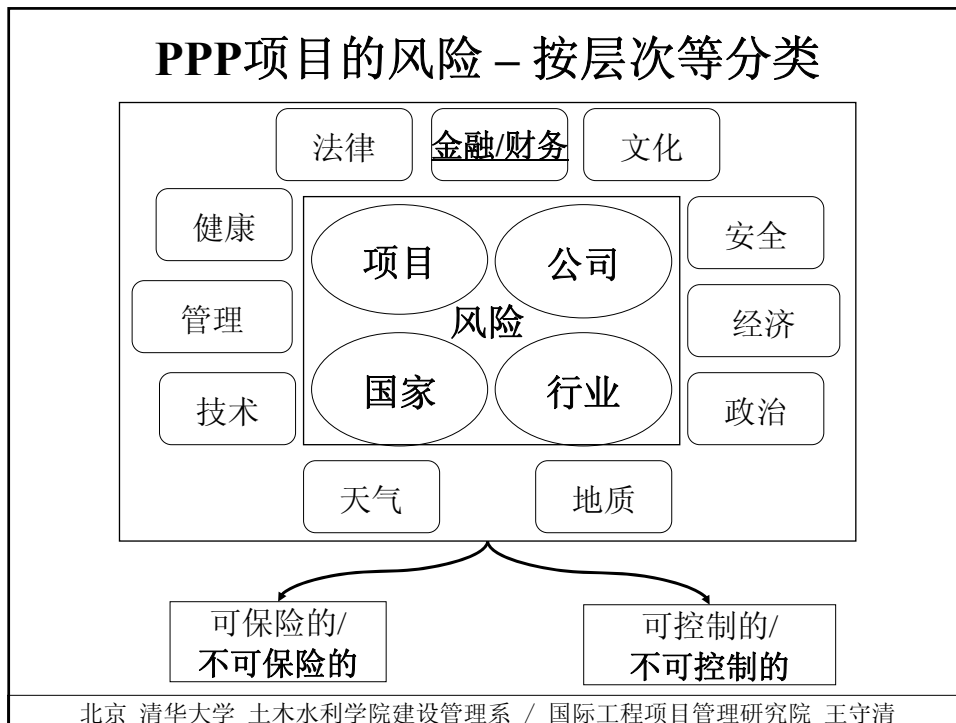 PPP项目的风险 – 按层次等分类
法律
金融/财务
文化
健康
安全
项目
公司
管理
风险
经济
国家
行业
技术
政治
天气
地质
可保险的/
不可保险的
可控制的/
不可控制的
北京 清华大学 土木水利学院建设管理系 / 国际工程项目管理研究院 王守清